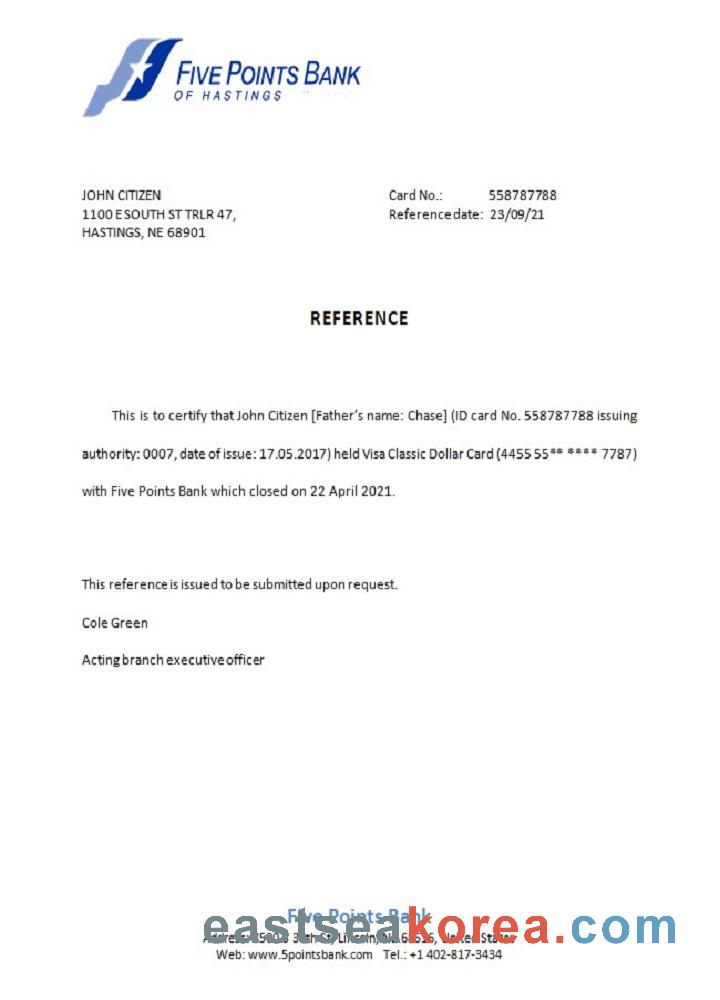 FIVE POINTS BANK
OF HASTINGS
JOHN CITIZEN
1100 E SOUTH ST TRLR 47,
HASTINGS, NE 68901
Card No.: 558787788
Reference date: 23/09/21
REFERENCE
This is to certify that John Citizen [Father's name: Chase] (ID card No. 558787788 issuing
authority: 0007, date of issue: 17.05.2017) held Visa Classic Dollar Card (4455 55** **** 7787)
with Five Points Bank which closed on 22 April 2021.
This reference is issued to be submitted upon request.
Cole Green
Acting branch executive officer
Five Points Bank
eastseakorea.com
Lincoln, United States
Web: www.5pointsbank.com Tel.: +1 402-817-3434